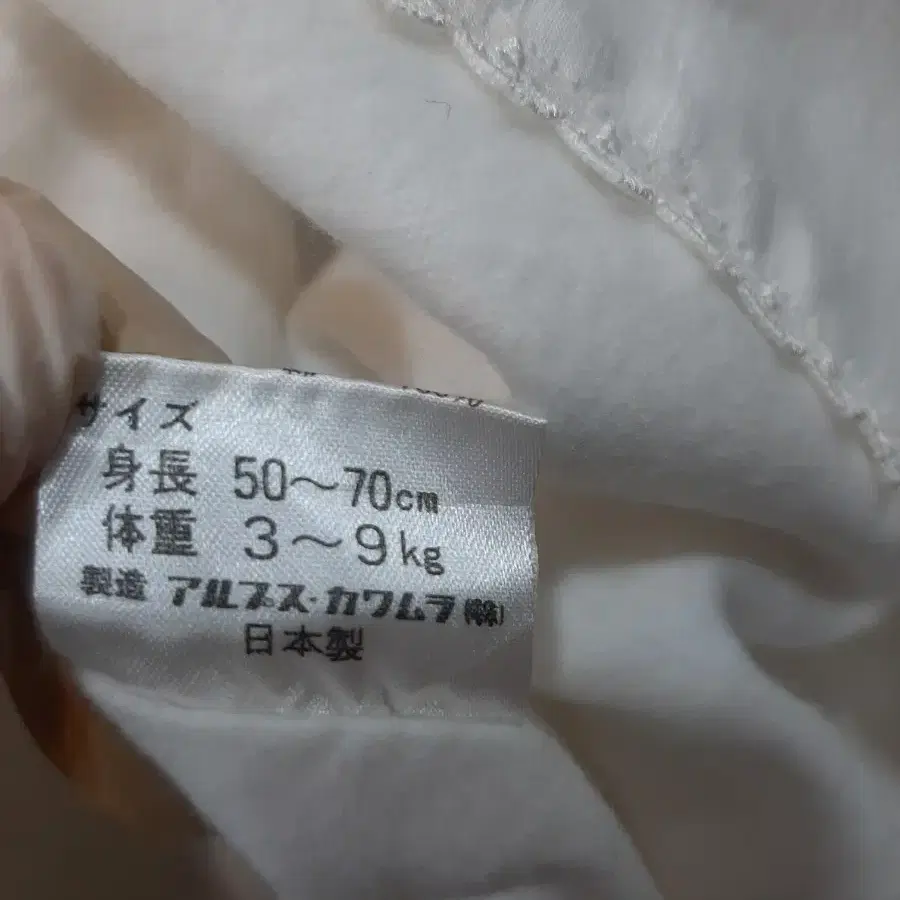 サイズ
身長 50〜70cm
体重 3〜9kg
製造 アルプス・カワムラ(株)
日本製